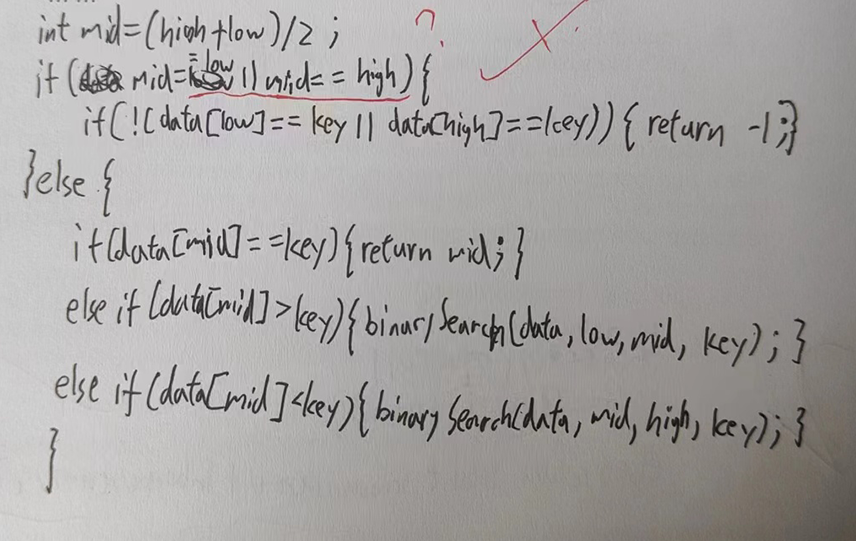 int mid=(high+low)/2 ;
if( mid==low || mid== high){
if(!(data[low]== key || data[high]==key)){ return -1;}
}else {
if(data[mid]==key){return mid;}
else if (data[mid]>key){binarySearch(data, low, mid, key);}
else if(data[mid]<key){binarySearch(data, mid, high, key);}
}